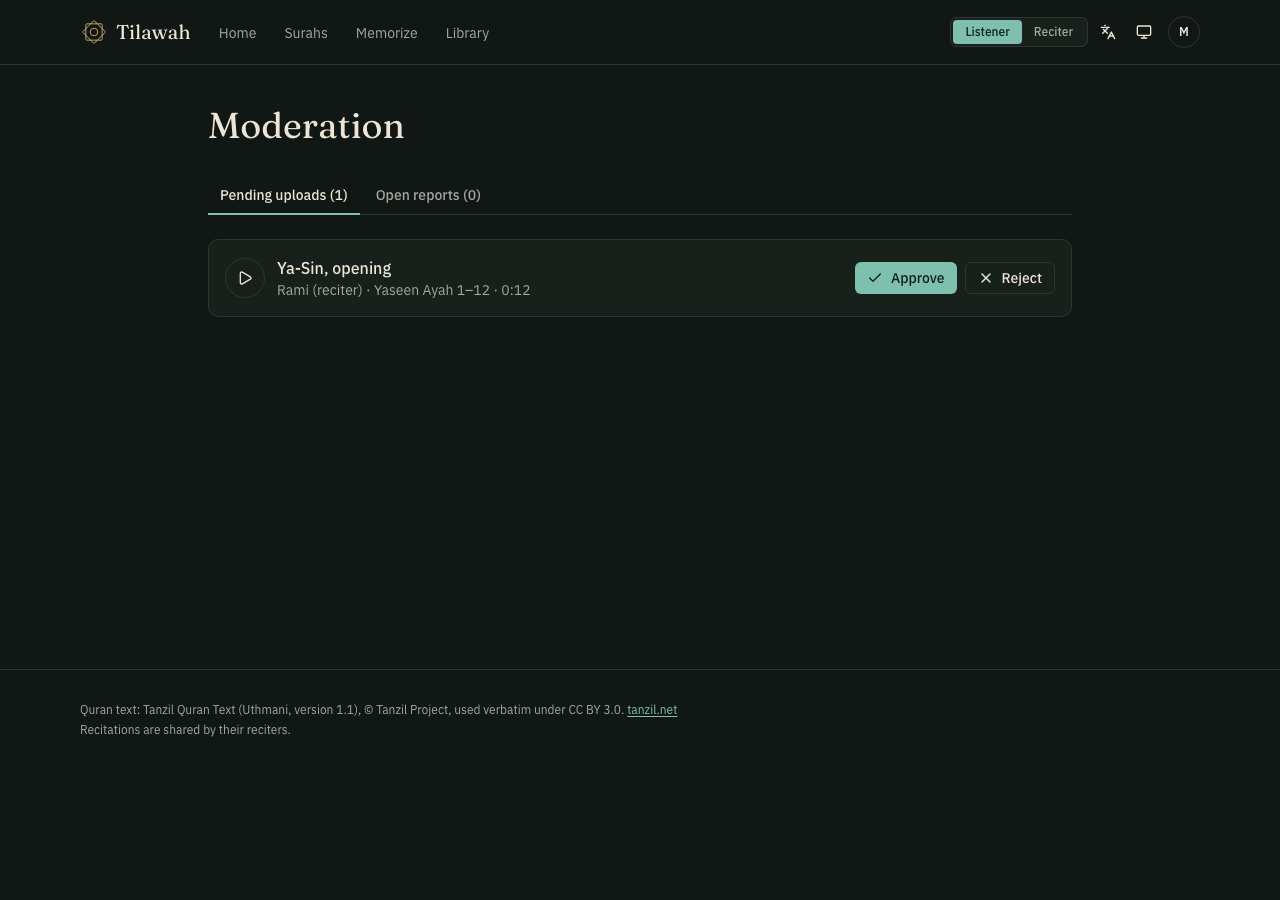 Tilawah
Home
Surahs
Memorize
Library
Listener
Reciter
M
Moderation
Pending uploads (1)
Open reports (0)
Ya-Sin, opening
Rami (reciter) · Yaseen Ayah 1–12 · 0:12
Approve
Reject
Quran text: Tanzil Quran Text (Uthmani, version 1.1), © Tanzil Project, used verbatim under CC BY 3.0. tanzil.net
Recitations are shared by their reciters.